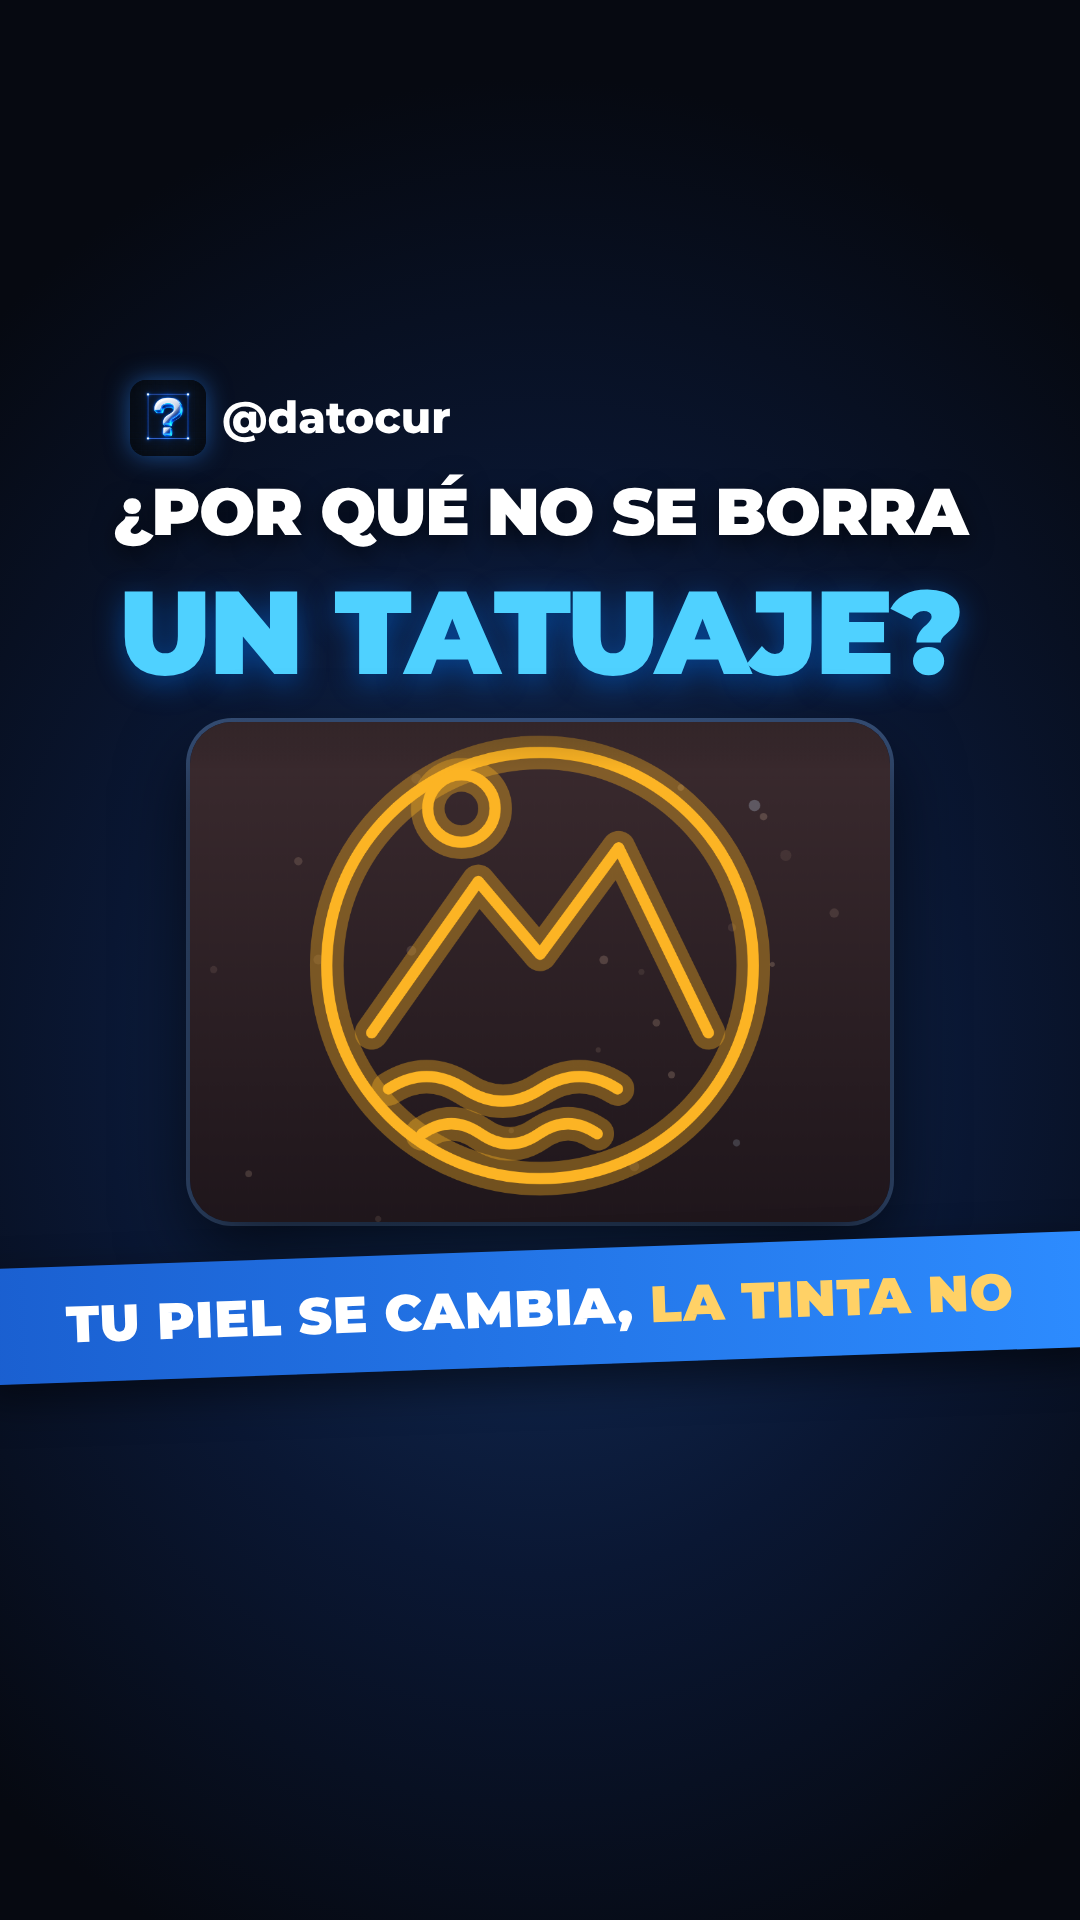 ?
@datocur
¿POR QUÉ NO SE BORRA
UN TATUAJE?
TU PIEL SE CAMBIA, LA TINTA NO